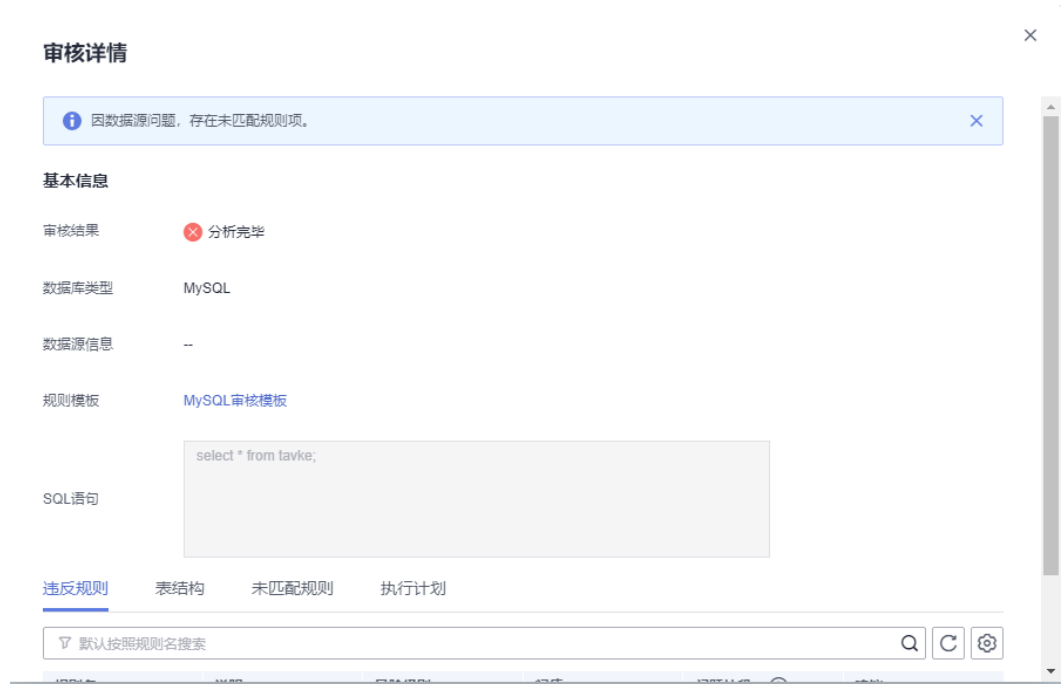 审核详情
因数据源问题，存在未匹配规则项。
基本信息
审核结果 分析完毕
数据库类型 MySQL
数据源信息 --
规则模板 MySQL审核模板
select * from tavke;
SQL语句
违反规则 表结构 未匹配规则 执行计划
默认按照规则名搜索